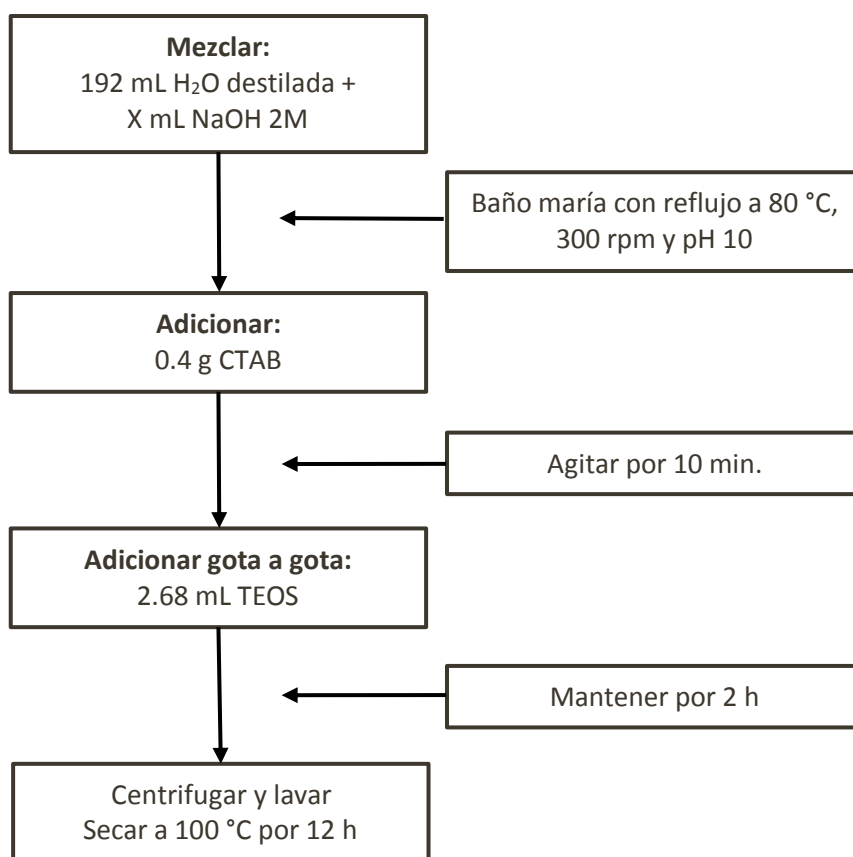 Mezclar:
192 mL H₂O destilada +
X mL NaOH 2M
Baño maría con reflujo a 80 °C,
300 rpm y pH 10
Adicionar:
0.4 g CTAB
Agitar por 10 min.
Adicionar gota a gota:
2.68 mL TEOS
Mantener por 2 h
Centrifugar y lavar
Secar a 100 °C por 12 h